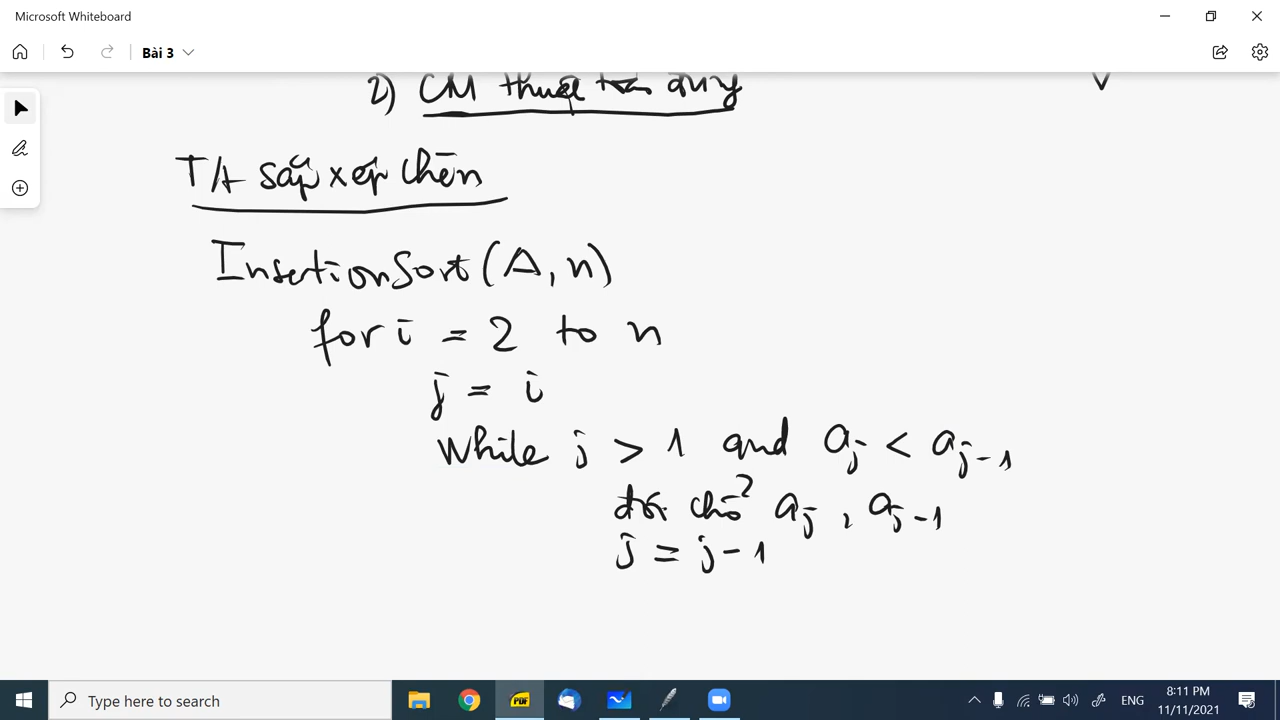 Microsoft Whiteboard
Bài 3
2) CM thuật toán dừng
T/A sắp xếp chèn
InsertionSort(A, n)
for i = 2 to n
j = i
While j > 1 and aj < aj-1
đổi chỗ aj, aj-1
j = j-1
Type here to search
PDF
ENG
8:11 PM
11/11/2021